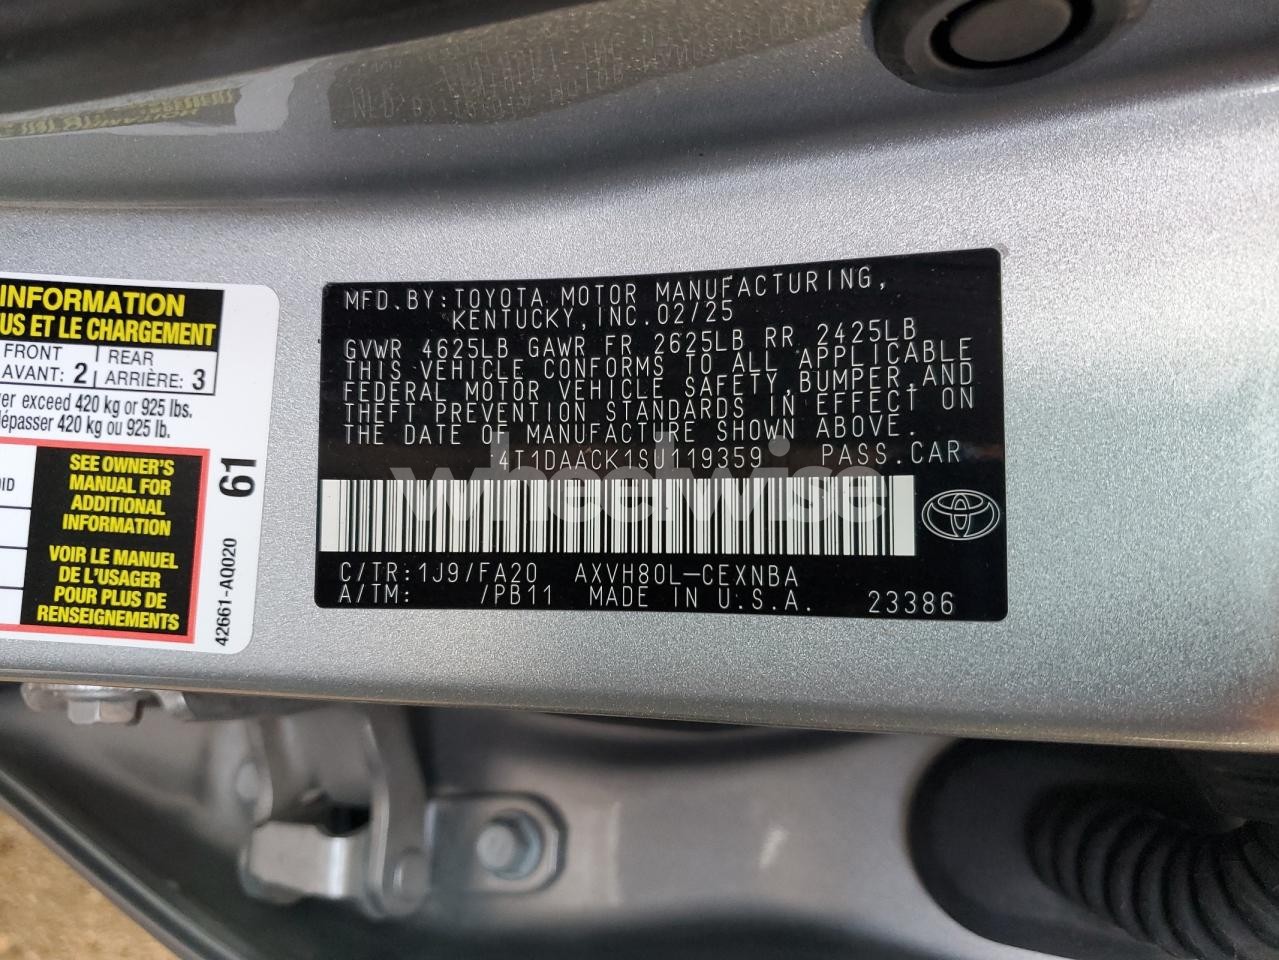 INFORMATION
US ET LE CHARGEMENT
FRONT
AVANT: 2
REAR
ARRIÈRE: 3
er exceed 420 kg or 925 lbs.
dépasser 420 kg ou 925 lb.
SEE OWNER'S
MANUAL FOR
ADDITIONAL
INFORMATION
VOIR LE MANUEL
DE L'USAGER
POUR PLUS DE
RENSEIGNEMENTS
61
42661-AQ020
MFD.BY:TOYOTA MOTOR MANUFACTURING,
KENTUCKY,INC.02/25
GVWR 4625LB GAWR FR 2625LB RR 2425LB
THIS VEHICLE CONFORMS TO ALL APPLICABLE
FEDERAL MOTOR VEHICLE SAFETY,BUMPER,AND
THEFT PREVENTION STANDARDS IN EFFECT ON
THE DATE OF MANUFACTURE SHOWN ABOVE.
4T1DAACK1SU119359 PASS.CAR
wheelwise
C/TR:1J9/FA20 AXVH80L-CEXNBA
A/TM: /PB11 MADE IN U.S.A. 23386